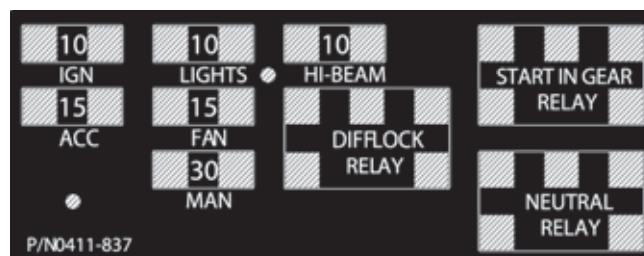 10
IGN
10
LIGHTS
10
HI-BEAM
START IN GEAR
RELAY
15
ACC
15
FAN
DIFFLOCK
RELAY
30
MAN
NEUTRAL
RELAY
P/N0411-837